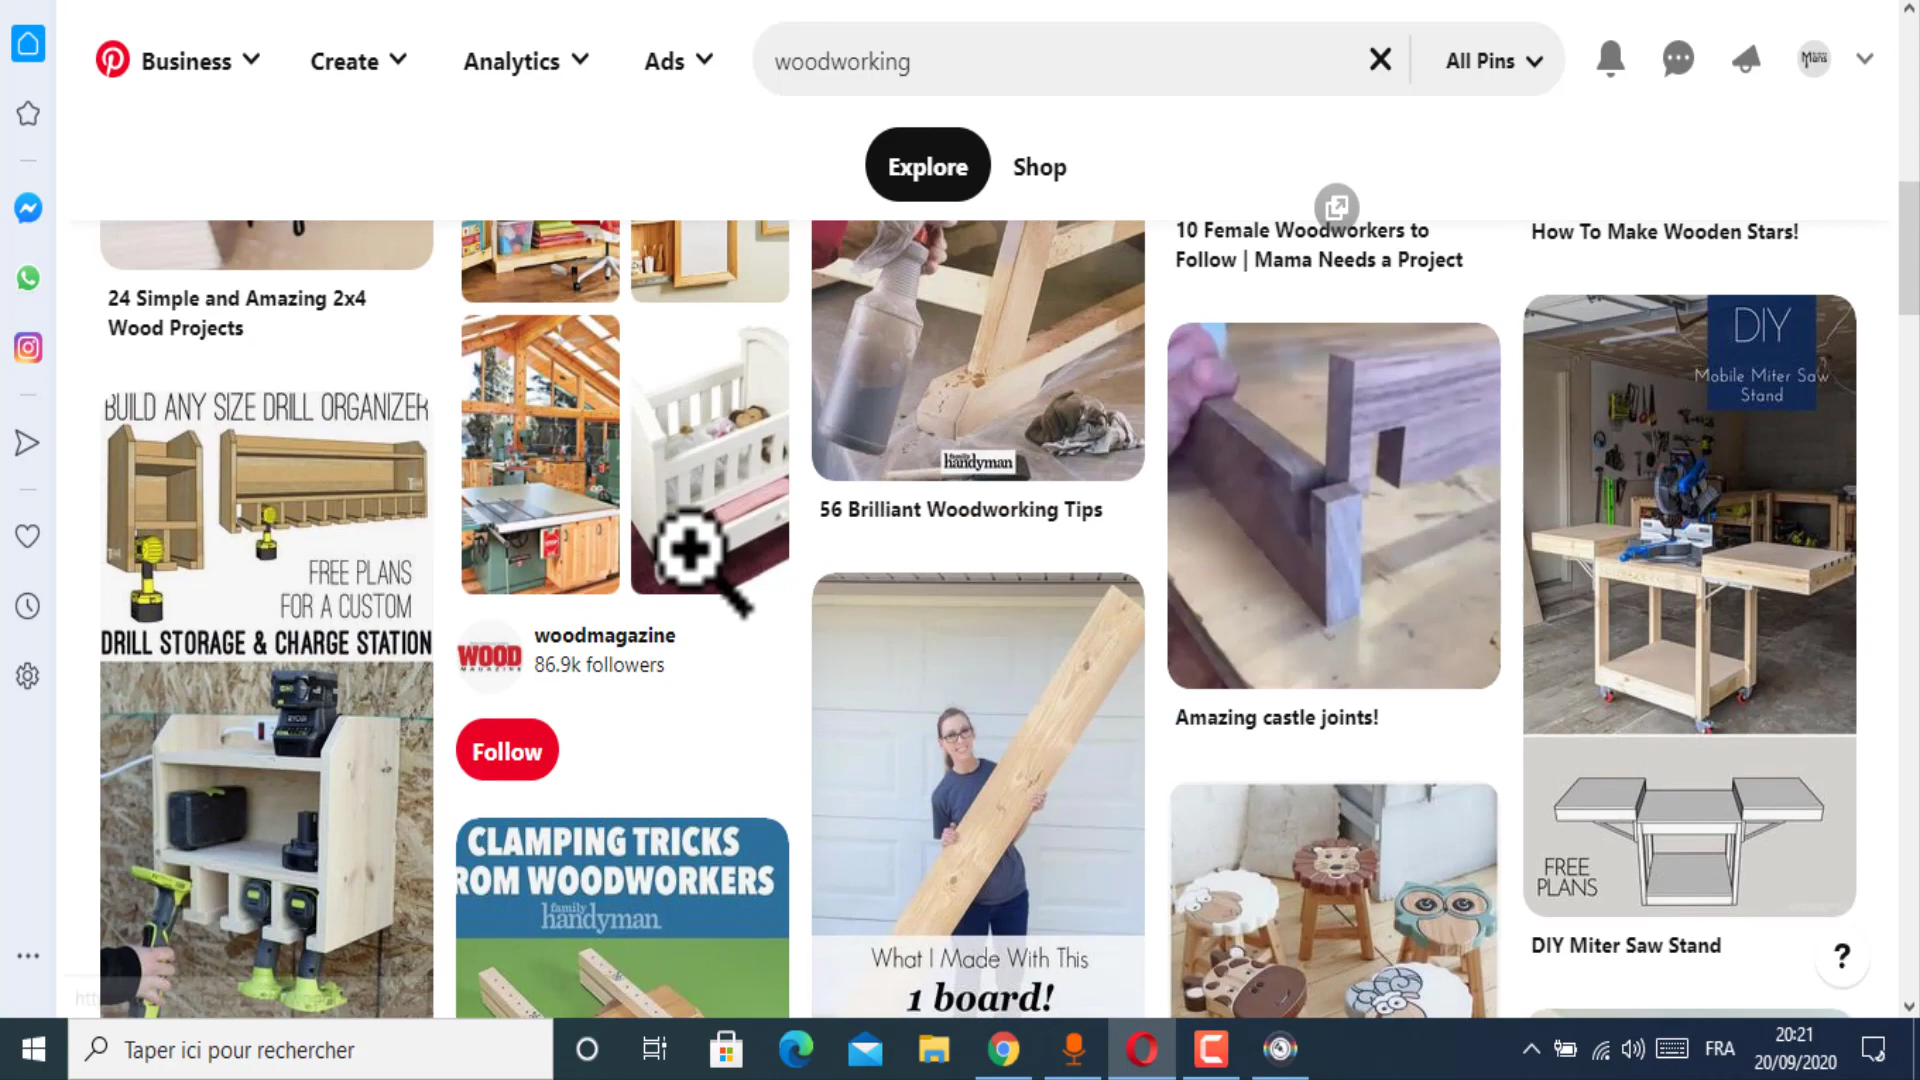 Business
Create
Analytics
Ads
woodworking
All Pins
Explore
Shop
24 Simple and Amazing 2x4
Wood Projects
BUILD ANY SIZE DRILL ORGANIZER
FREE PLANS
FOR A CUSTOM
DRILL STORAGE & CHARGE STATION
WOOD
MAGAZINE
woodmagazine
86.9k followers
Follow
CLAMPING TRICKS
ROM WOODWORKERS
family
handyman
family
handyman
56 Brilliant Woodworking Tips
What I Made With This
1 board!
10 Female Woodworkers to
Follow | Mama Needs a Project
Amazing castle joints!
How To Make Wooden Stars!
DIY
Mobile Miter Saw
Stand
FREE
PLANS
DIY Miter Saw Stand
?
Taper ici pour rechercher
FRA
20:21
20/09/2020